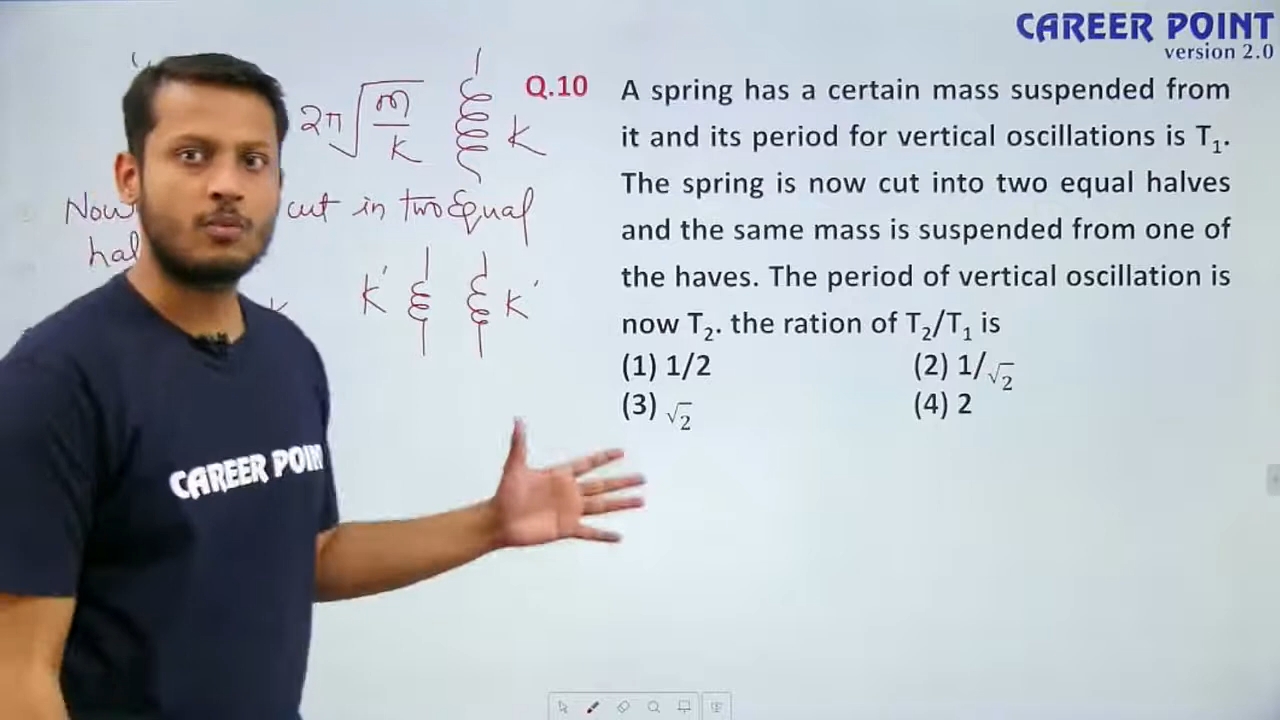 CAREER POINT
version 2.0
2π√m/k
K
Now cut in two Equal
hal
K' K'
Q.10 A spring has a certain mass suspended from
it and its period for vertical oscillations is T₁.
The spring is now cut into two equal halves
and the same mass is suspended from one of
the haves. The period of vertical oscillation is
now T₂. the ration of T₂/T₁ is
(1) 1/2 (2) 1/√2
(3) √2 (4) 2
CAREER POIN